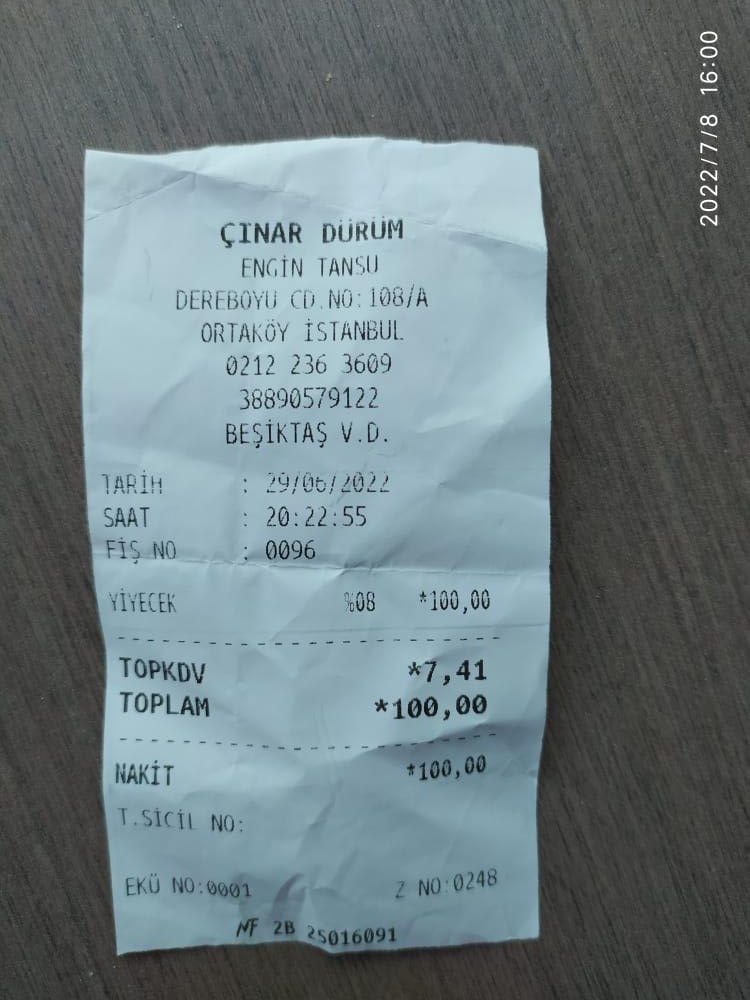 2022/7/8 16:00
ÇINAR DÜRÜM
ENGİN TANSU
DEREBOYU CD.NO:108/A
ORTAKÖY İSTANBUL
0212 236 3609
38890579122
BEŞİKTAŞ V.D.
TARİH : 29/06/2022
SAAT : 20:22:55
FİŞ NO : 0096
YİYECEK %08 *100,00
TOPKDV *7,41
TOPLAM *100,00
NAKİT *100,00
T.SİCİL NO:
EKÜ NO:0001 Z NO:0248
MF 2B 25016091